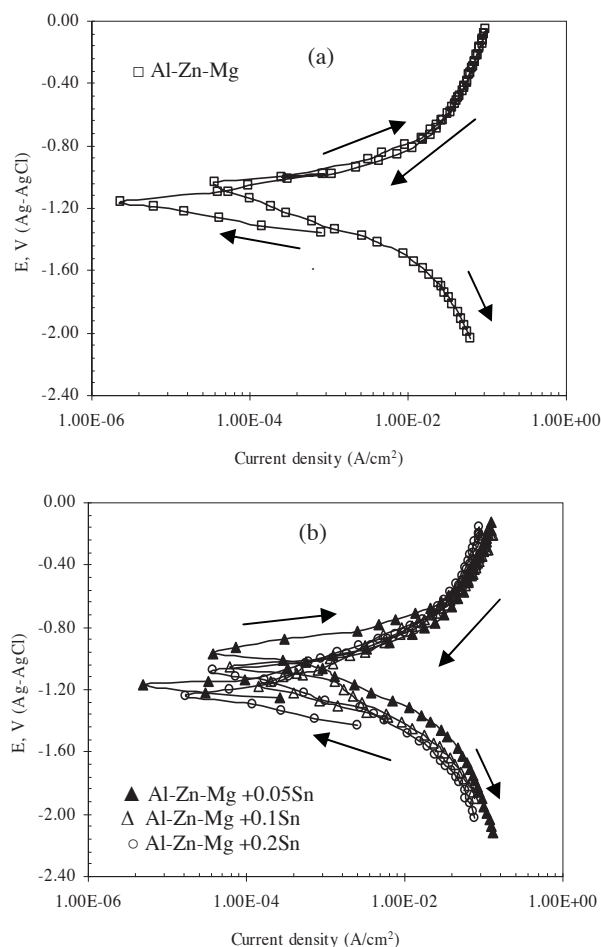 (a)
□ Al-Zn-Mg
0.00
-0.40
-0.80
-1.20
-1.60
-2.00
-2.40
E, V (Ag-AgCl)
1.00E-06 1.00E-04 1.00E-02 1.00E+00
Current density (A/cm²)
(b)
0.00
-0.40
-0.80
-1.20
-1.60
-2.00
-2.40
E, V (Ag-AgCl)
▲ Al-Zn-Mg +0.05Sn
△ Al-Zn-Mg +0.1Sn
○ Al-Zn-Mg +0.2Sn
1.00E-06 1.00E-04 1.00E-02 1.00E+00
Current density (A/cm²)